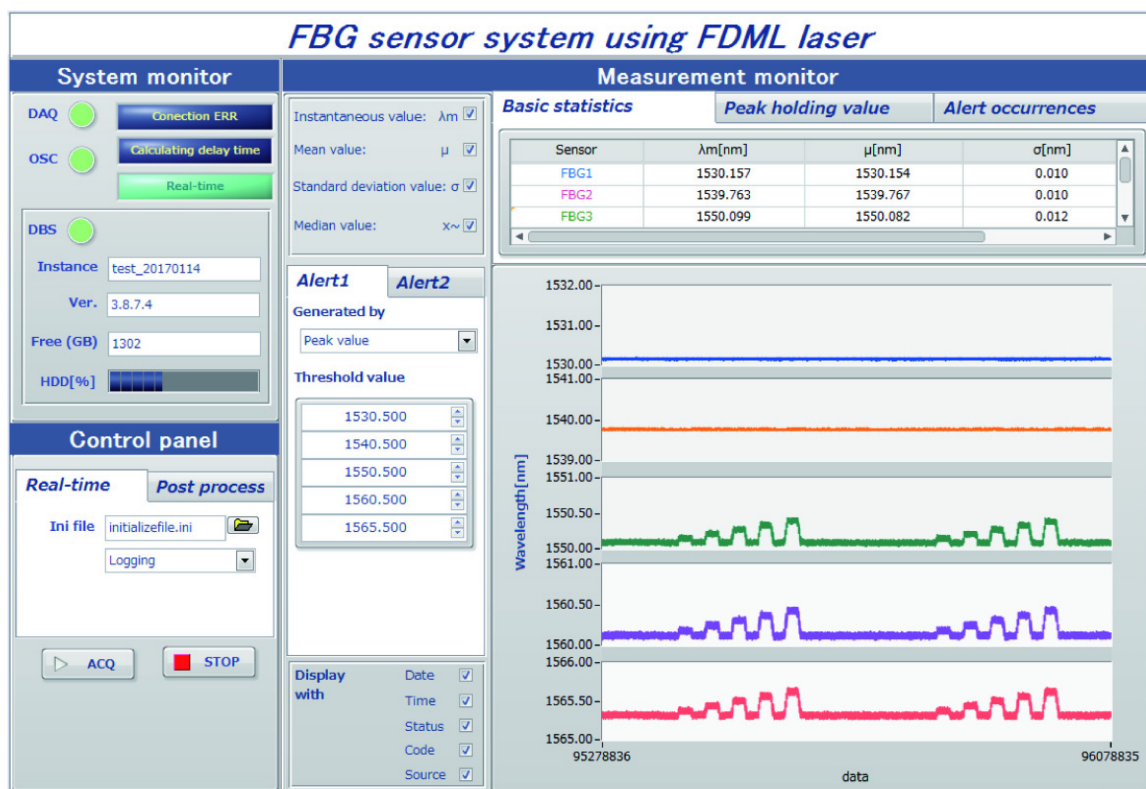 FBG sensor system using FDML laser
System monitor
DAQ
Conection ERR
OSC
Calculating delay time
Real-time
DBS
Instance test_20170114
Ver. 3.8.7.4
Free (GB) 1302
HDD[%]
Control panel
Real-time Post process
Ini file initializefile.ini
Logging
ACQ STOP
Measurement monitor
Instantaneous value: λm
Mean value: μ
Standard deviation value: σ
Median value: x~
Alert1 Alert2
Generated by
Peak value
Threshold value
1530.500
1540.500
1550.500
1560.500
1565.500
Display with
Date
Time
Status
Code
Source
Basic statistics Peak holding value Alert occurrences
Sensor λm[nm] μ[nm] σ[nm]
FBG1 1530.157 1530.154 0.010
FBG2 1539.763 1539.767 0.010
FBG3 1550.099 1550.082 0.012
Wavelength[nm]
1532.00
1531.00
1530.00
1541.00
1540.00
1539.00
1551.00
1550.50
1550.00
1561.00
1560.50
1560.00
1566.00
1565.50
1565.00
95278836 96078835
data